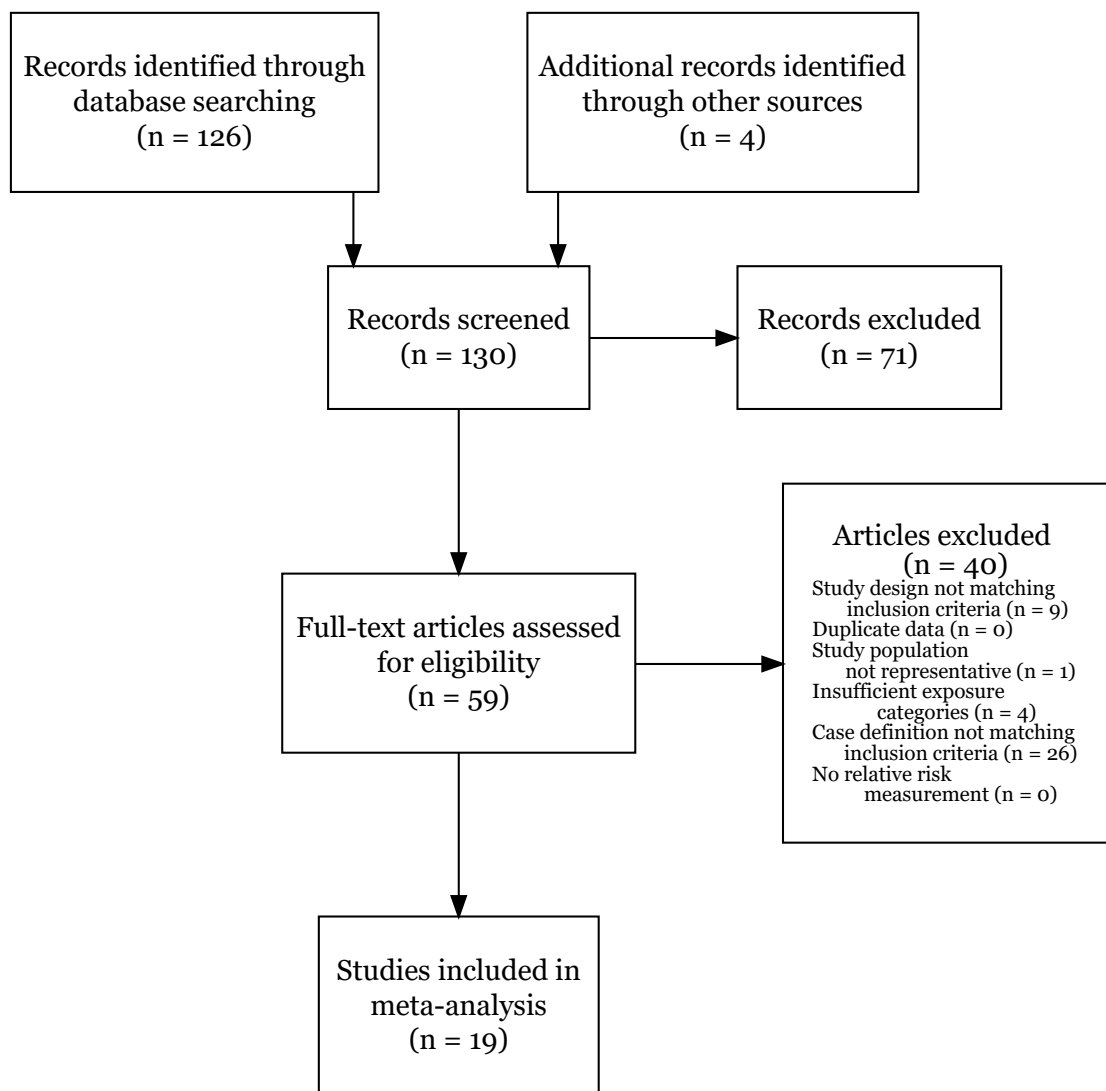 Records identified through
database searching
(n = 126)
Additional records identified
through other sources
(n = 4)
Records screened
(n = 130)
Records excluded
(n = 71)
Full-text articles assessed
for eligibility
(n = 59)
Articles excluded
(n = 40)
Study design not matching
inclusion criteria (n = 9)
Duplicate data (n = 0)
Study population
not representative (n = 1)
Insufficient exposure
categories (n = 4)
Case definition not matching
inclusion criteria (n = 26)
No relative risk
measurement (n = 0)
Studies included in
meta-analysis
(n = 19)